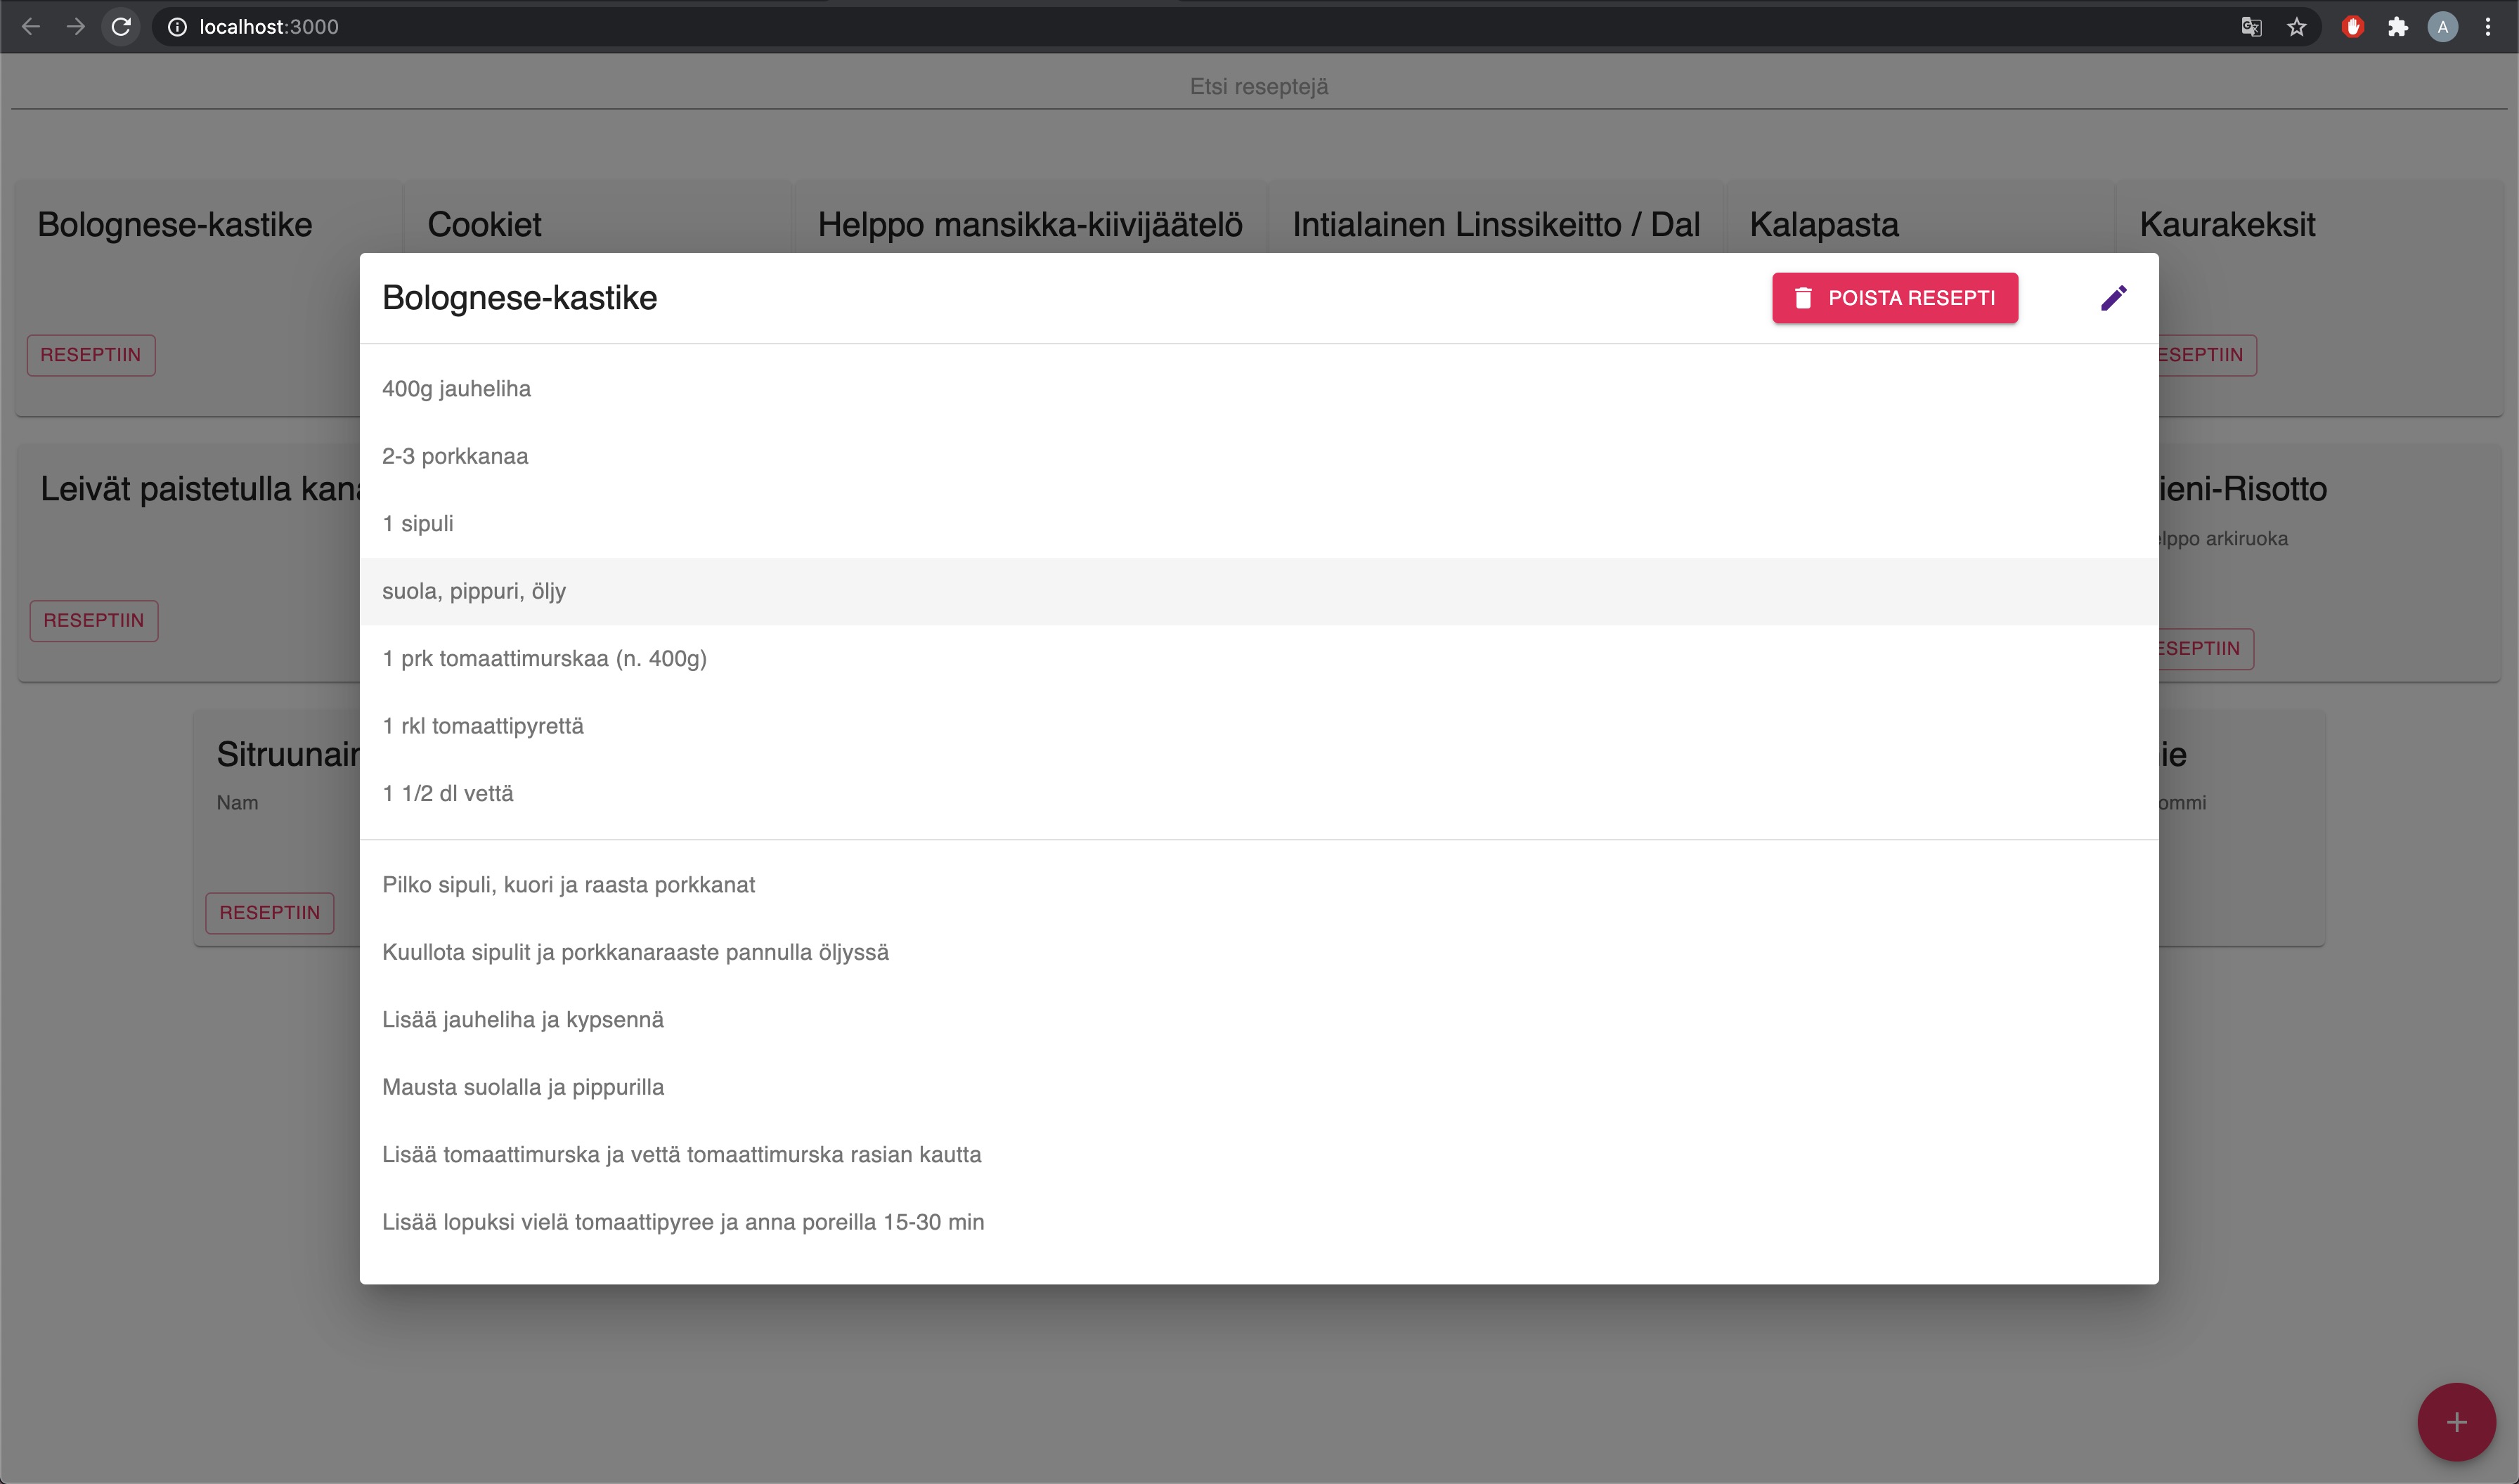 localhost:3000
A
Etsi reseptejä
Bolognese-kastike
Cookiet
Helppo mansikka-kiivijäätelö
Intialainen Linssikeitto / Dal
Kalapasta
Kaurakeksit
RESEPTIIN
Bolognese-kastike
POISTA RESEPTI
400g jauheliha
2-3 porkkanaa
1 sipuli
suola, pippuri, öljy
1 prk tomaattimurskaa (n. 400g)
1 rkl tomaattipyrettä
1 1/2 dl vettä
Pilko sipuli, kuori ja raasta porkkanat
Kuullota sipulit ja porkkanaraaste pannulla öljyssä
Lisää jauheliha ja kypsennä
Mausta suolalla ja pippurilla
Lisää tomaattimurska ja vettä tomaattimurska rasian kautta
Lisää lopuksi vielä tomaattipyree ja anna poreilla 15-30 min
ESEPTIIN
Leivät paistetulla kana
RESEPTIIN
ieni-Risotto
elppo arkiruoka
ESEPTIIN
Sitruunain
Nam
RESEPTIIN
ie
ommi